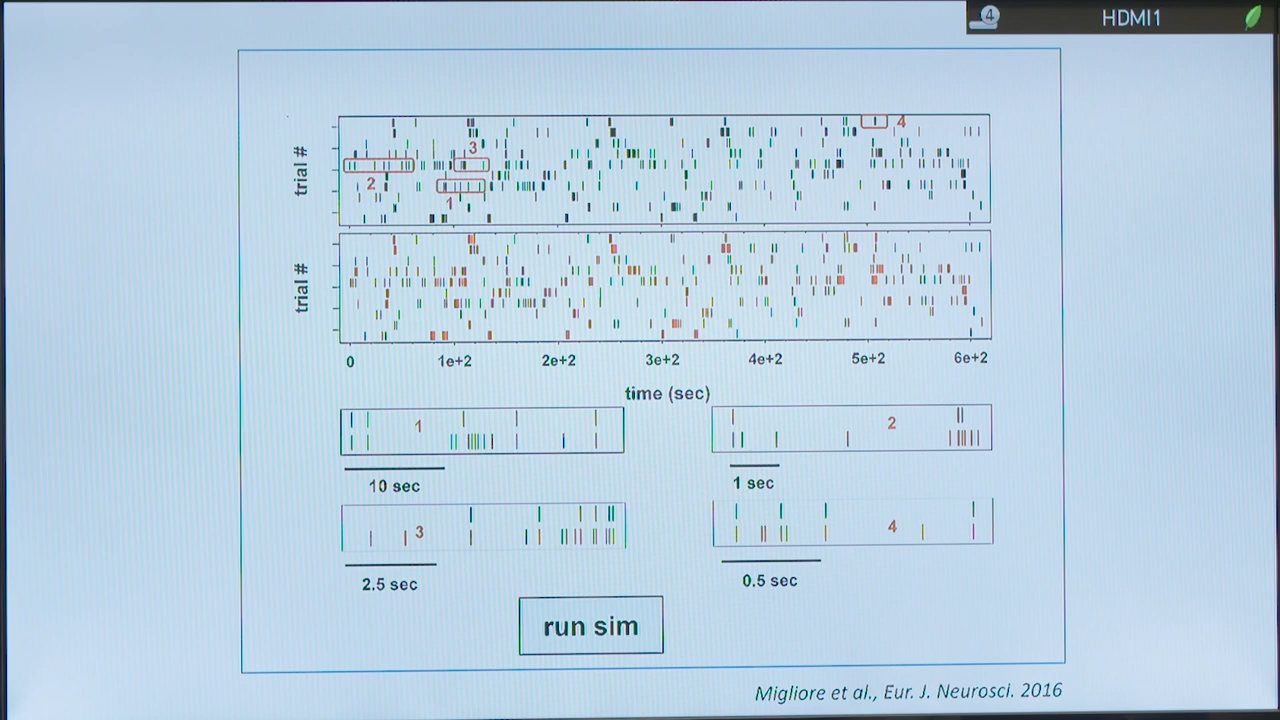 4
HDMI1
trial #
4
3
2
1
trial #
0 1e+2 2e+2 3e+2 4e+2 5e+2 6e+2
time (sec)
1
2
10 sec
1 sec
3
4
2.5 sec
0.5 sec
run sim
Migliore et al., Eur. J. Neurosci. 2016